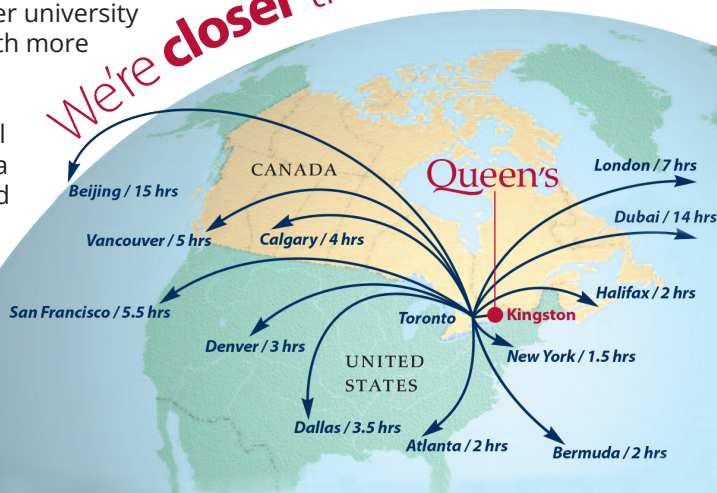 er university
th more
We're closer
l
a
d
CANADA
Queen's
London / 7 hrs
Beijing / 15 hrs
Dubai / 14 hrs
Vancouver / 5 hrs
Calgary / 4 hrs
Halifax / 2 hrs
San Francisco / 5.5 hrs
Toronto
Kingston
Denver / 3 hrs
New York / 1.5 hrs
UNITED
STATES
Dallas / 3.5 hrs
Atlanta / 2 hrs
Bermuda / 2 hrs